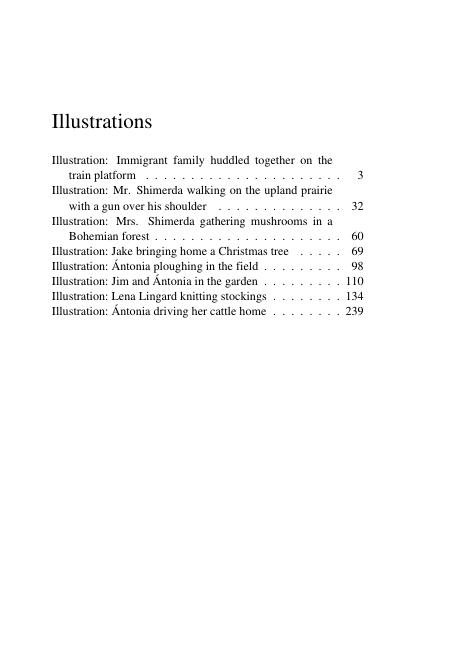 Illustrations
Illustration: Immigrant family huddled together on the
train platform . . . . . . . . . . . . . . . . . . . . . . 3
Illustration: Mr. Shimerda walking on the upland prairie
with a gun over his shoulder . . . . . . . . . . . . . . 32
Illustration: Mrs. Shimerda gathering mushrooms in a
Bohemian forest . . . . . . . . . . . . . . . . . . . . . 60
Illustration: Jake bringing home a Christmas tree . . . . . 69
Illustration: Ántonia ploughing in the field . . . . . . . . . 98
Illustration: Jim and Ántonia in the garden . . . . . . . . . 110
Illustration: Lena Lingard knitting stockings . . . . . . . . 134
Illustration: Ántonia driving her cattle home . . . . . . . . 239